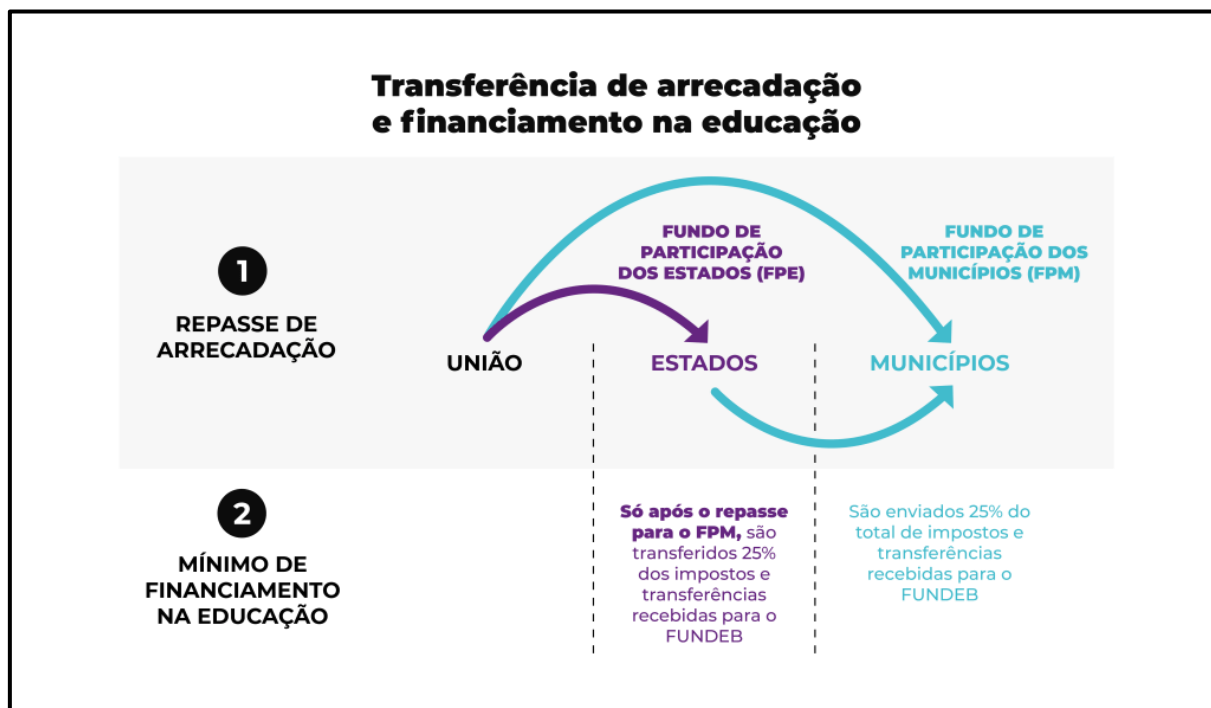 Transferência de arrecadação
e financiamento na educação
1
REPASSE DE
ARRECADAÇÃO
UNIÃO
FUNDO DE
PARTICIPAÇÃO
DOS ESTADOS (FPE)
ESTADOS
FUNDO DE
PARTICIPAÇÃO DOS
MUNICÍPIOS (FPM)
MUNICÍPIOS
2
MÍNIMO DE
FINANCIAMENTO
NA EDUCAÇÃO
Só após o repasse
para o FPM, são
transferidos 25%
dos impostos e
transferências
recebidas para o
FUNDEB
São enviados 25% do
total de impostos e
transferências
recebidas para o
FUNDEB